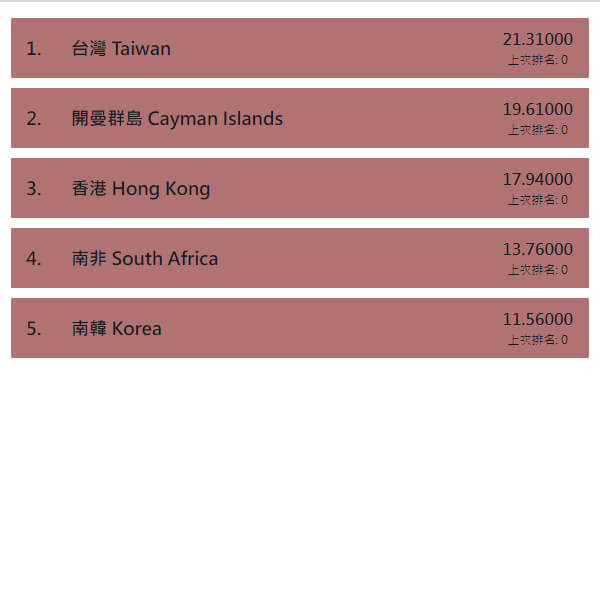 1. 台灣 Taiwan 21.31000
上次排名: 0
2. 開曼群島 Cayman Islands 19.61000
上次排名: 0
3. 香港 Hong Kong 17.94000
上次排名: 0
4. 南非 South Africa 13.76000
上次排名: 0
5. 南韓 Korea 11.56000
上次排名: 0